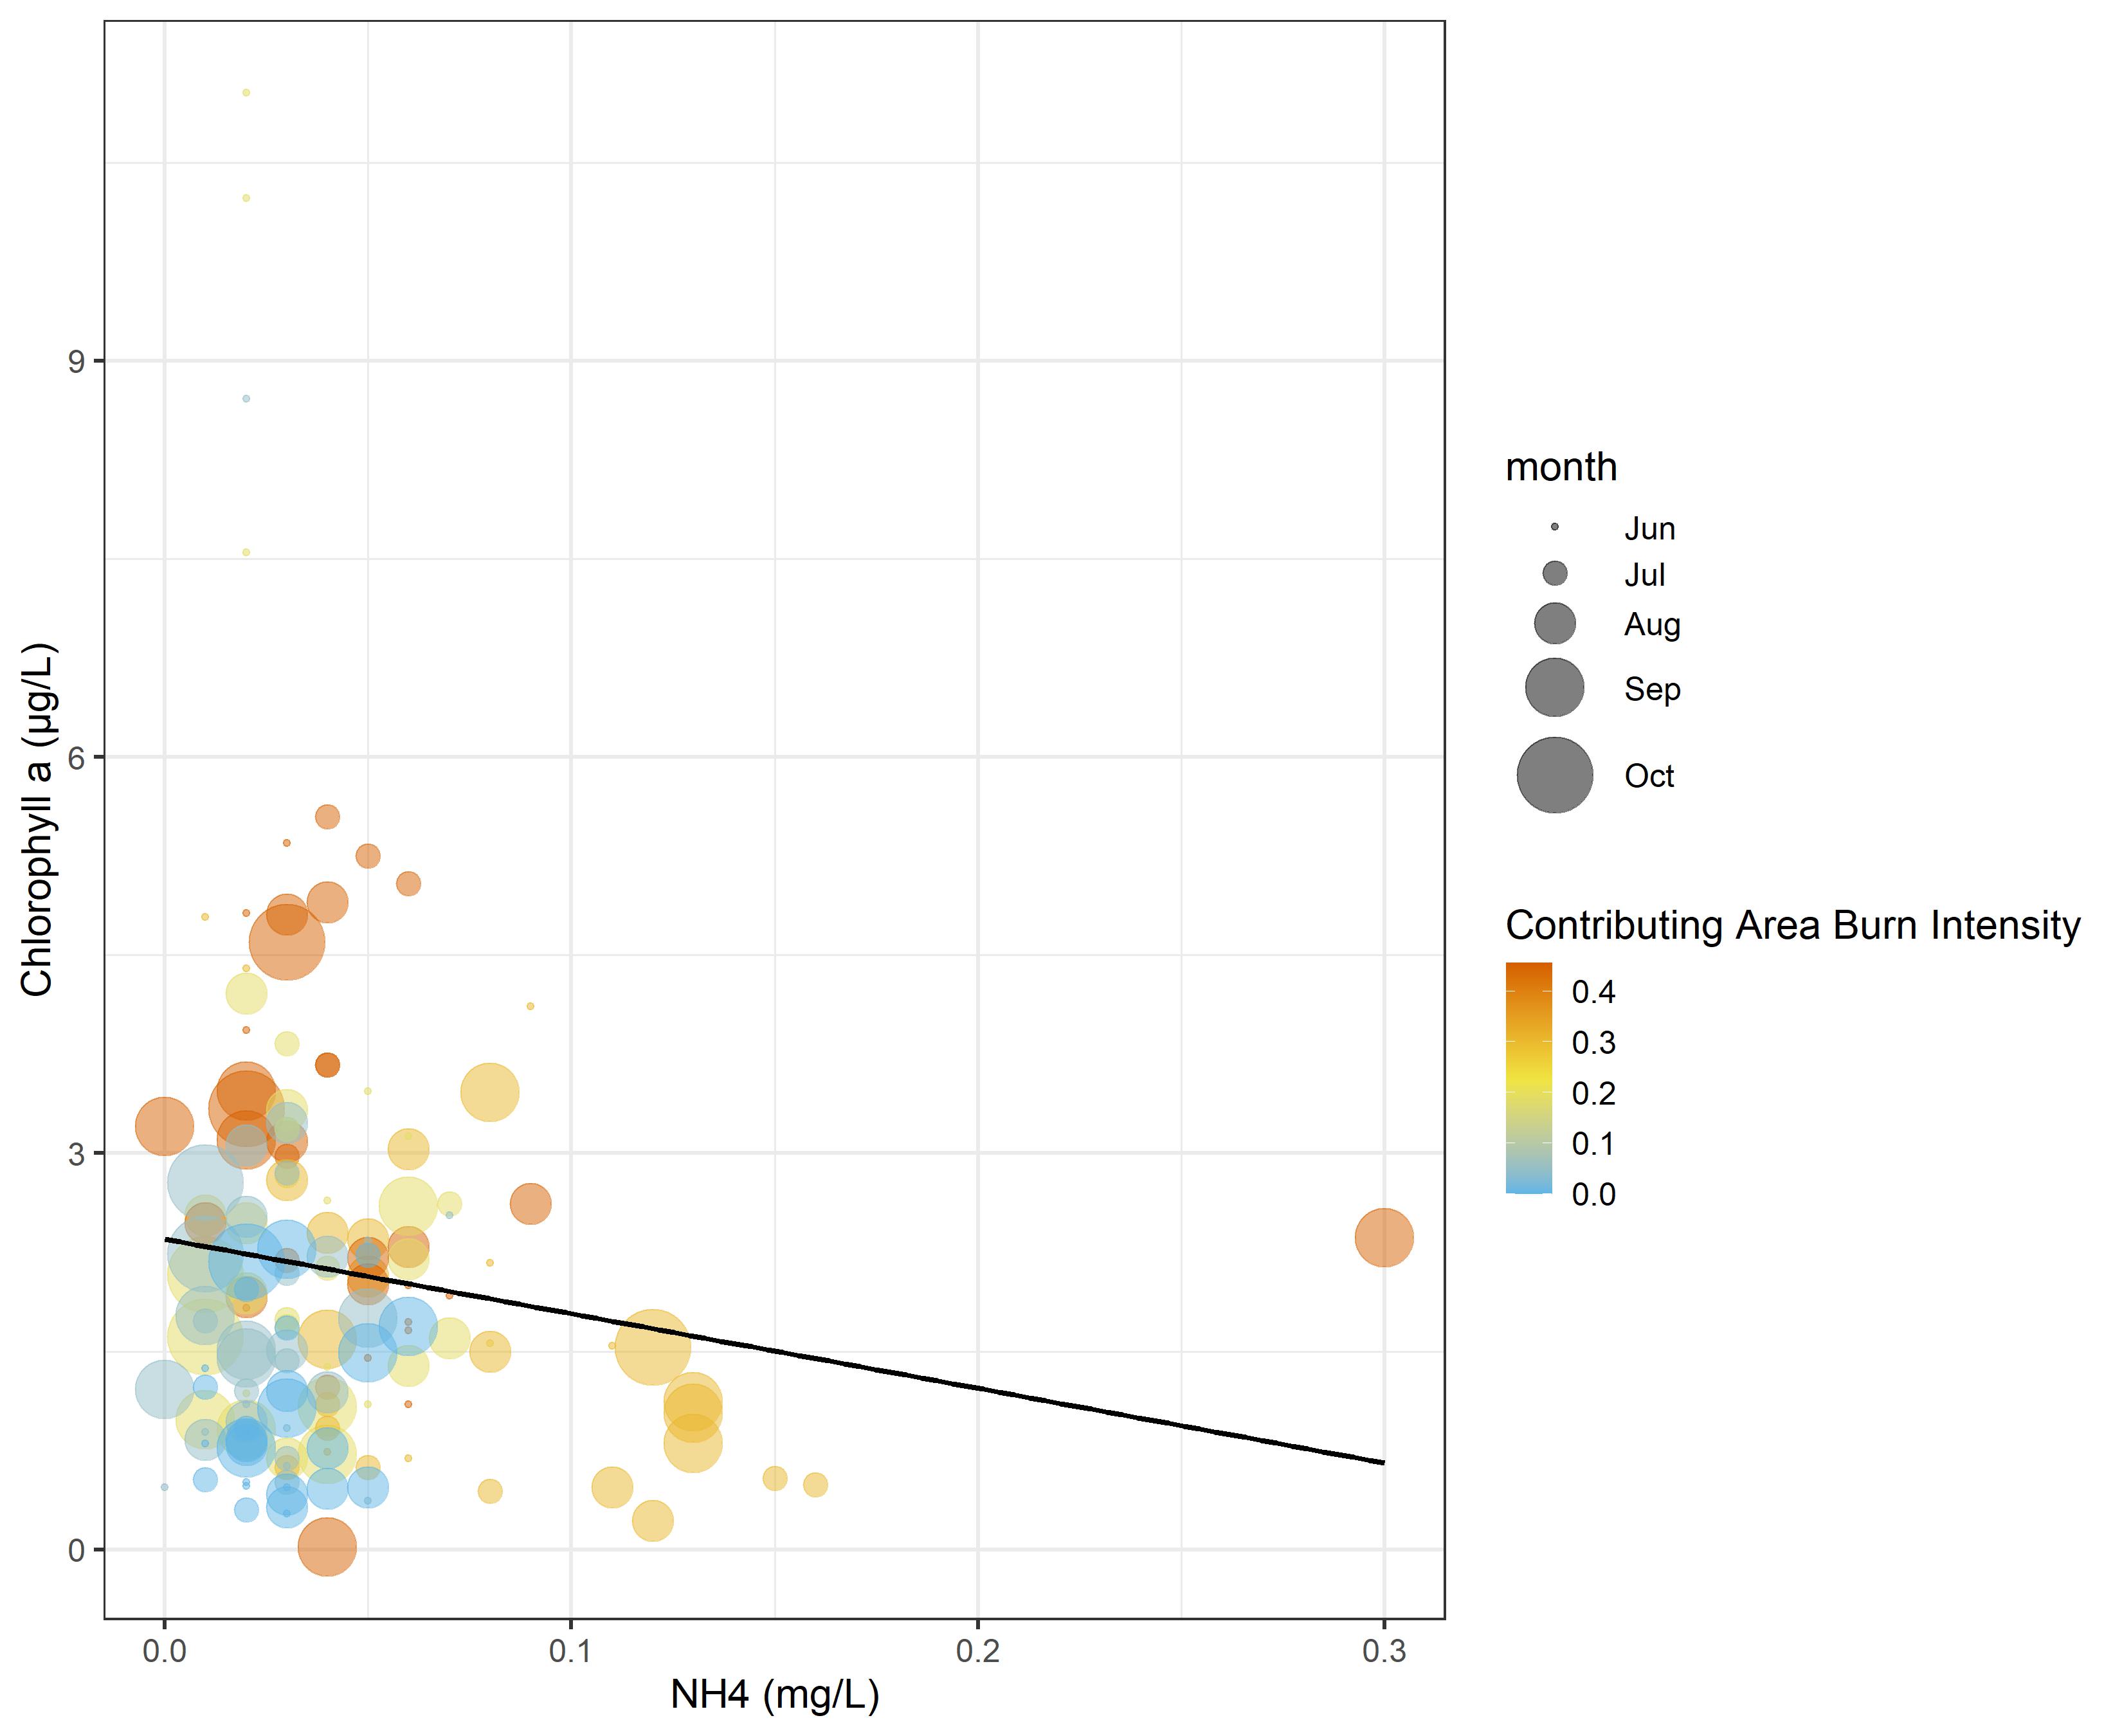 9
6
3
0
Chlorophyll a (µg/L)
0.0
0.1
0.2
0.3
NH4 (mg/L)
month
Jun
Jul
Aug
Sep
Oct
Contributing Area Burn Intensity
0.4
0.3
0.2
0.1
0.0